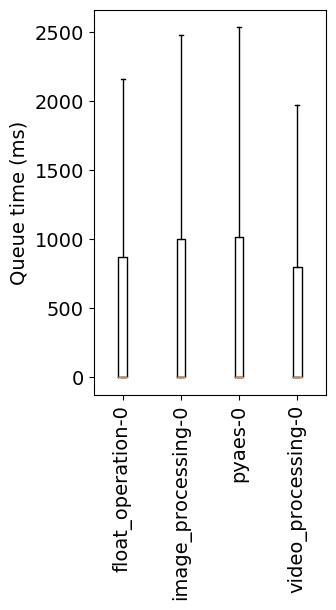 Queue time (ms)
2500
2000
1500
1000
500
0
float_operation-0
image_processing-0
pyaes-0
video_processing-0